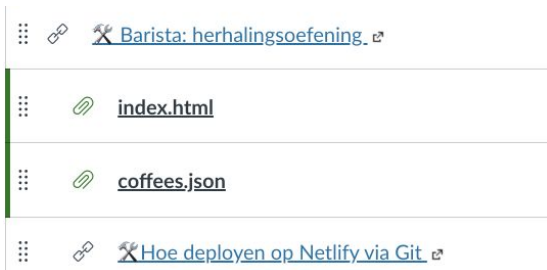 🛠 Barista: herhalingsoefening
index.html
coffees.json
🛠Hoe deployen op Netlify via Git